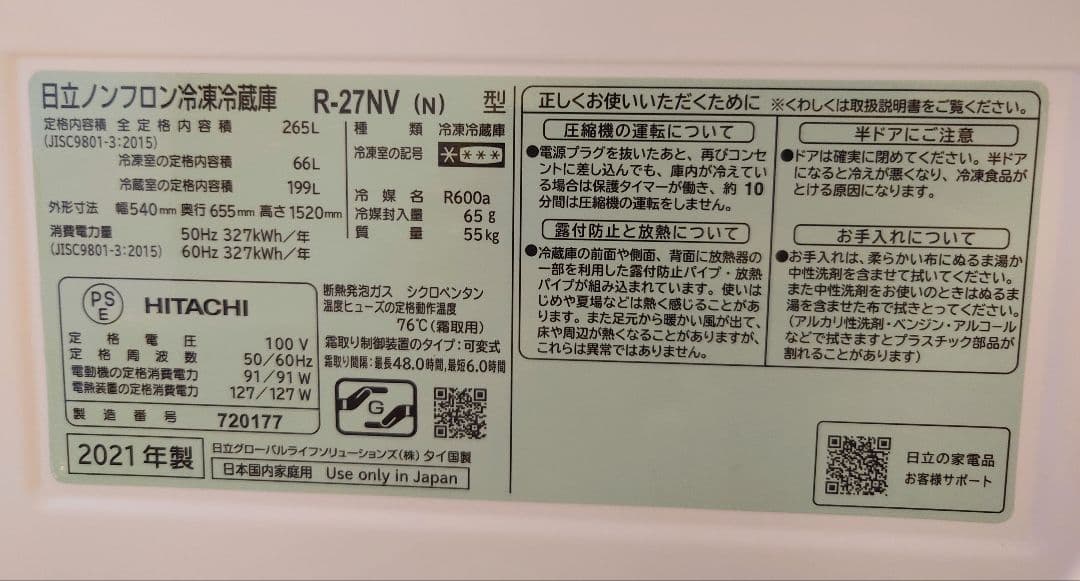 日立ノンフロン冷凍冷蔵庫 R-27NV (N) 型
定格内容積 全定格内容積 265L
(JISC9801-3:2015)
冷凍室の定格内容積 66L
冷蔵室の定格内容積 199L
外形寸法 幅540mm 奥行655mm 高さ1520mm
消費電力量 50Hz 327kWh/年
(JISC9801-3:2015) 60Hz 327kWh/年
種類 冷凍冷蔵庫
冷凍室の記号 ****
冷媒名 R600a
冷媒封入量 65g
質量 55kg
PSE HITACHI
定格電圧 100V
定格周波数 50/60Hz
電動機の定格消費電力 91/91W
電熱装置の定格消費電力 127/127W
製造番号 720177
断熱発泡ガス シクロペンタン
温度ヒューズの定格動作温度
76℃(霜取用)
霜取り制御装置のタイプ:可変式
霜取り間隔:最長48.0時間,最短6.0時間
G
2021年製
日立グローバルライフソリューションズ(株) タイ国製
日本国内家庭用 Use only in Japan
正しくお使いいただくために ※くわしくは取扱説明書をご覧ください。
圧縮機の運転について
●電源プラグを抜いたあと、再びコンセ
ントに差し込んでも、庫内が冷えてい
る場合は保護タイマーが働き、約10
分間は圧縮機の運転をしません。
露付防止と放熱について
●冷蔵庫の前面や側面、背面に放熱器の
一部を利用した露付防止パイプ・放熱
パイプが組み込まれています。使いは
じめや夏場などは熱く感じることがあ
ります。また足元から暖かい風が出て、
床や周辺が熱くなることがありますが、
これらは異常ではありません。
半ドアにご注意
●ドアは確実に閉めてください。半ドア
になると冷えが悪くなり、冷凍食品が
とける原因になります。
お手入れについて
●お手入れは、柔らかい布にぬるま湯か
中性洗剤を含ませて拭いてください。
また中性洗剤をお使いのときはぬるま
湯を含ませた布で拭きとってください。
(アルカリ性洗剤・ベンジン・アルコール
などで拭きますとプラスチック部品が
割れることがあります)
日立の家電品
お客様サポート